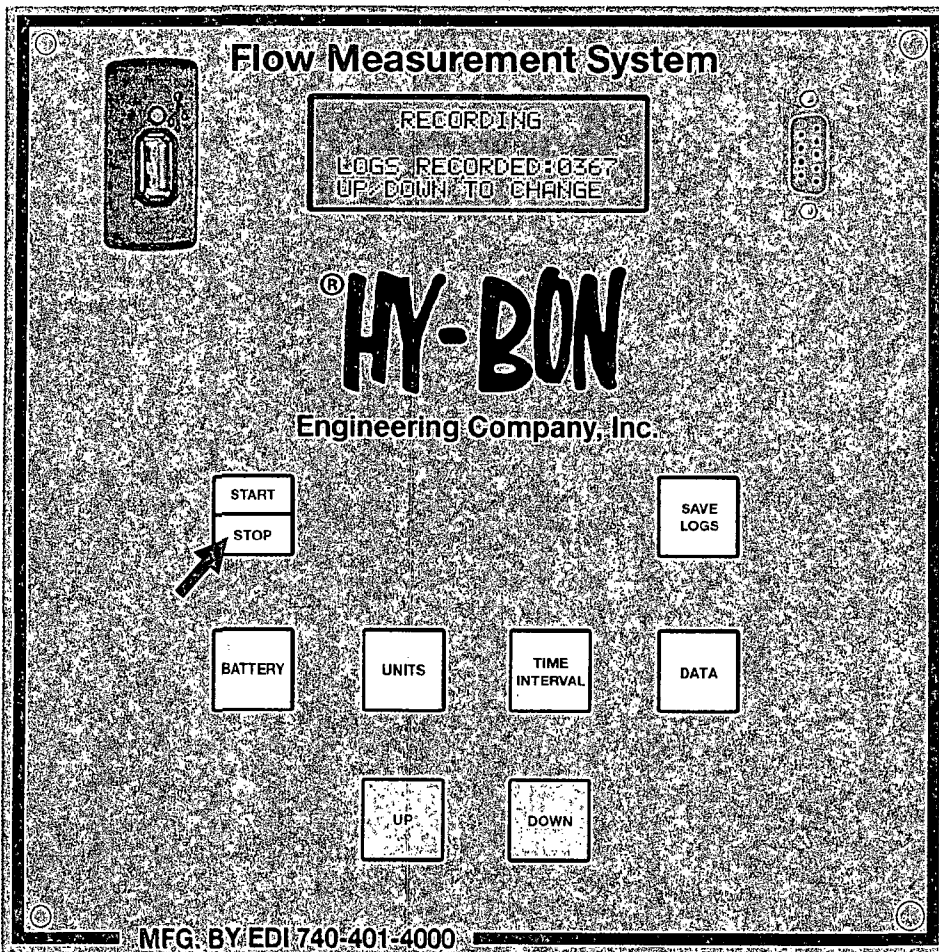 Flow Measurement System
RECORDING
LOGS RECORDED:0367
UP/DOWN TO CHANGE
® HY-BON
Engineering Company, Inc.
START
STOP
SAVE
LOGS
BATTERY
UNITS
TIME
INTERVAL
DATA
UP
DOWN
MFG. BY EDI 740-401-4000